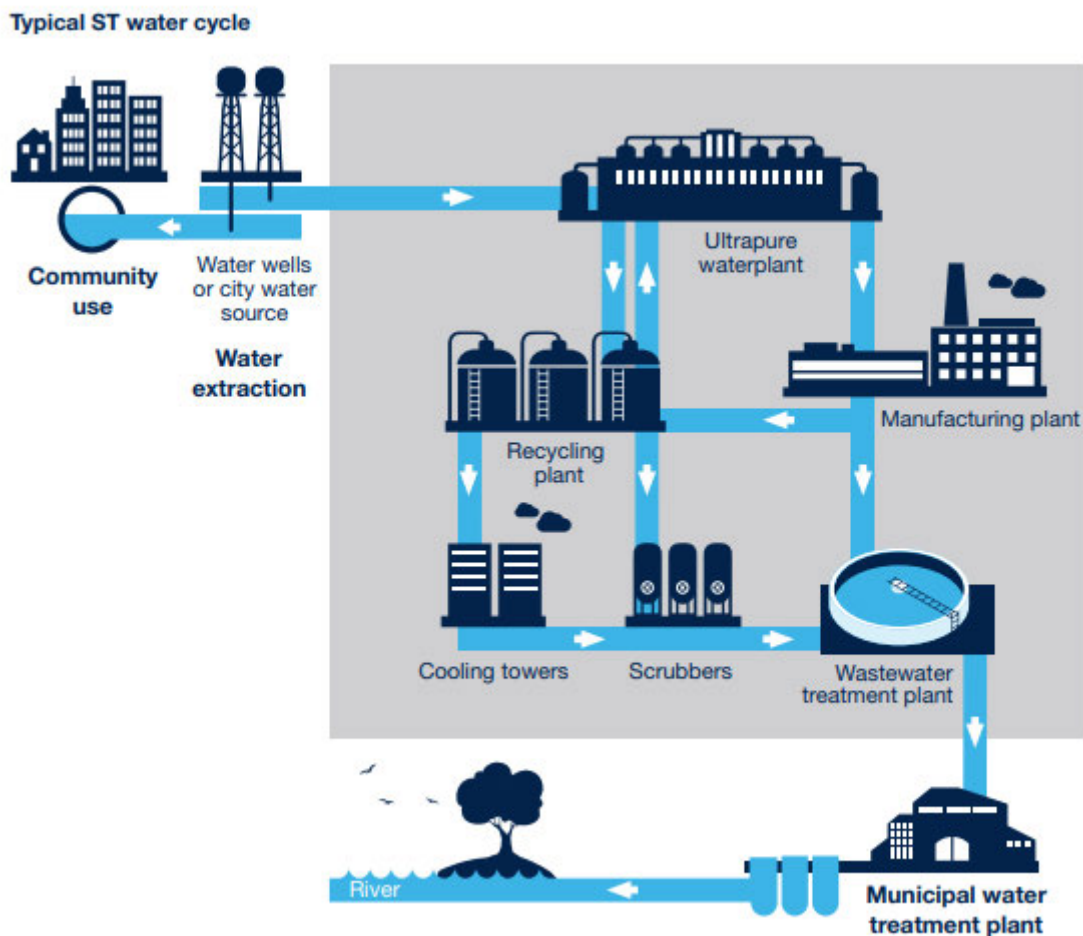 Typical ST water cycle
Ultrapure
waterplant
Water wells
or city water
source
Community
use
Water
extraction
Manufacturing plant
Recycling
plant
Cooling towers
Scrubbers
Wastewater
treatment plant
River
Municipal water
treatment plant